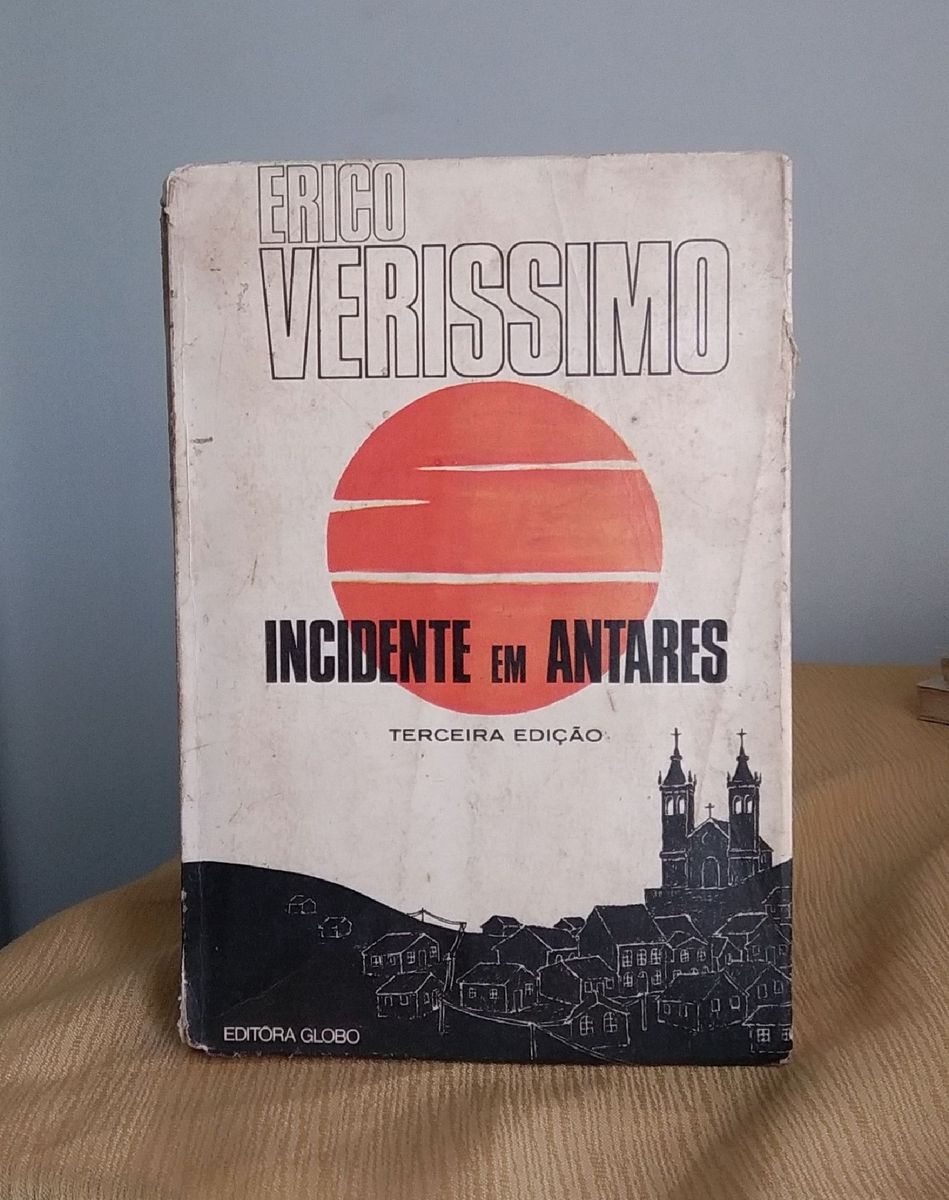 ERICO
VERISSIMO
INCIDENTE EM ANTARES
TERCEIRA EDIÇÃO
EDITÔRA GLOBO